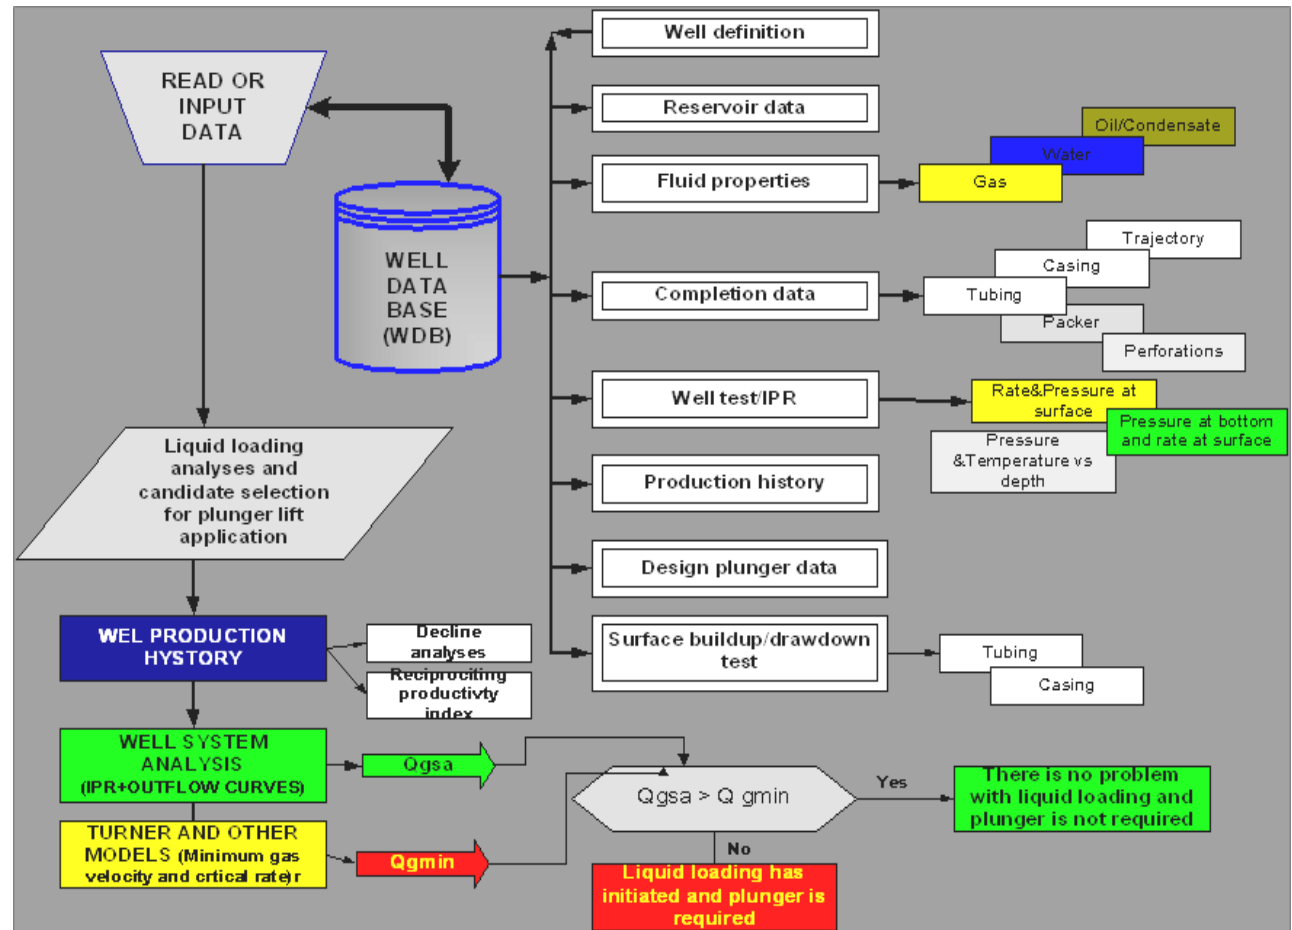 READ OR
INPUT
DATA
WELL
DATA
BASE
(WDB)
Well definition
Reservoir data
Fluid properties
Oil/Condensate
Water
Gas
Completion data
Trajectory
Casing
Tubing
Packer
Perforations
Well test/IPR
Rate&Pressure at
surface
Pressure at bottom
and rate at surface
Pressure
&Temperature vs
depth
Production history
Design plunger data
Surface buildup/drawdown
test
Tubing
Casing
Liquid loading
analyses and
candidate selection
for plunger lift
application
WEL PRODUCTION
HYSTORY
Decline
analyses
Reciprociting
productivty
index
WELL SYSTEM
ANALYSIS
(IPR+OUTFLOW CURVES)
Qgsa
TURNER AND OTHER
MODELS (Minimum gas
velocity and crtical rate) r
Qgmin
Qgsa > Q gmin
Yes
There is no problem
with liquid loading and
plunger is not required
No
Liquid loading has
initiated and plunger is
required